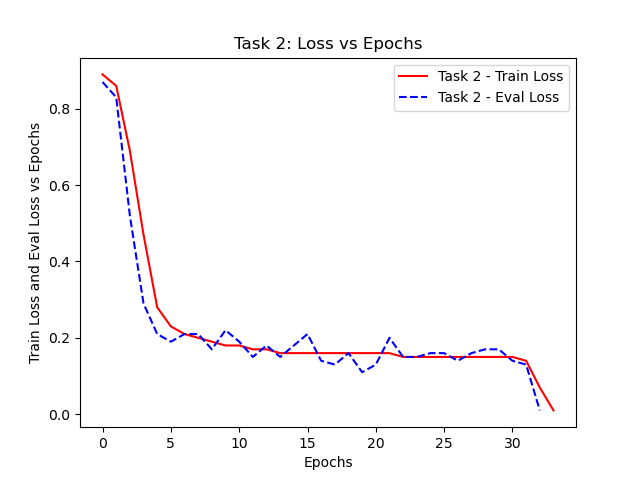 Task 2: Loss vs Epochs
Task 2 - Train Loss
Task 2 - Eval Loss
Train Loss and Eval Loss vs Epochs
0.8
0.6
0.4
0.2
0.0
0 5 10 15 20 25 30
Epochs